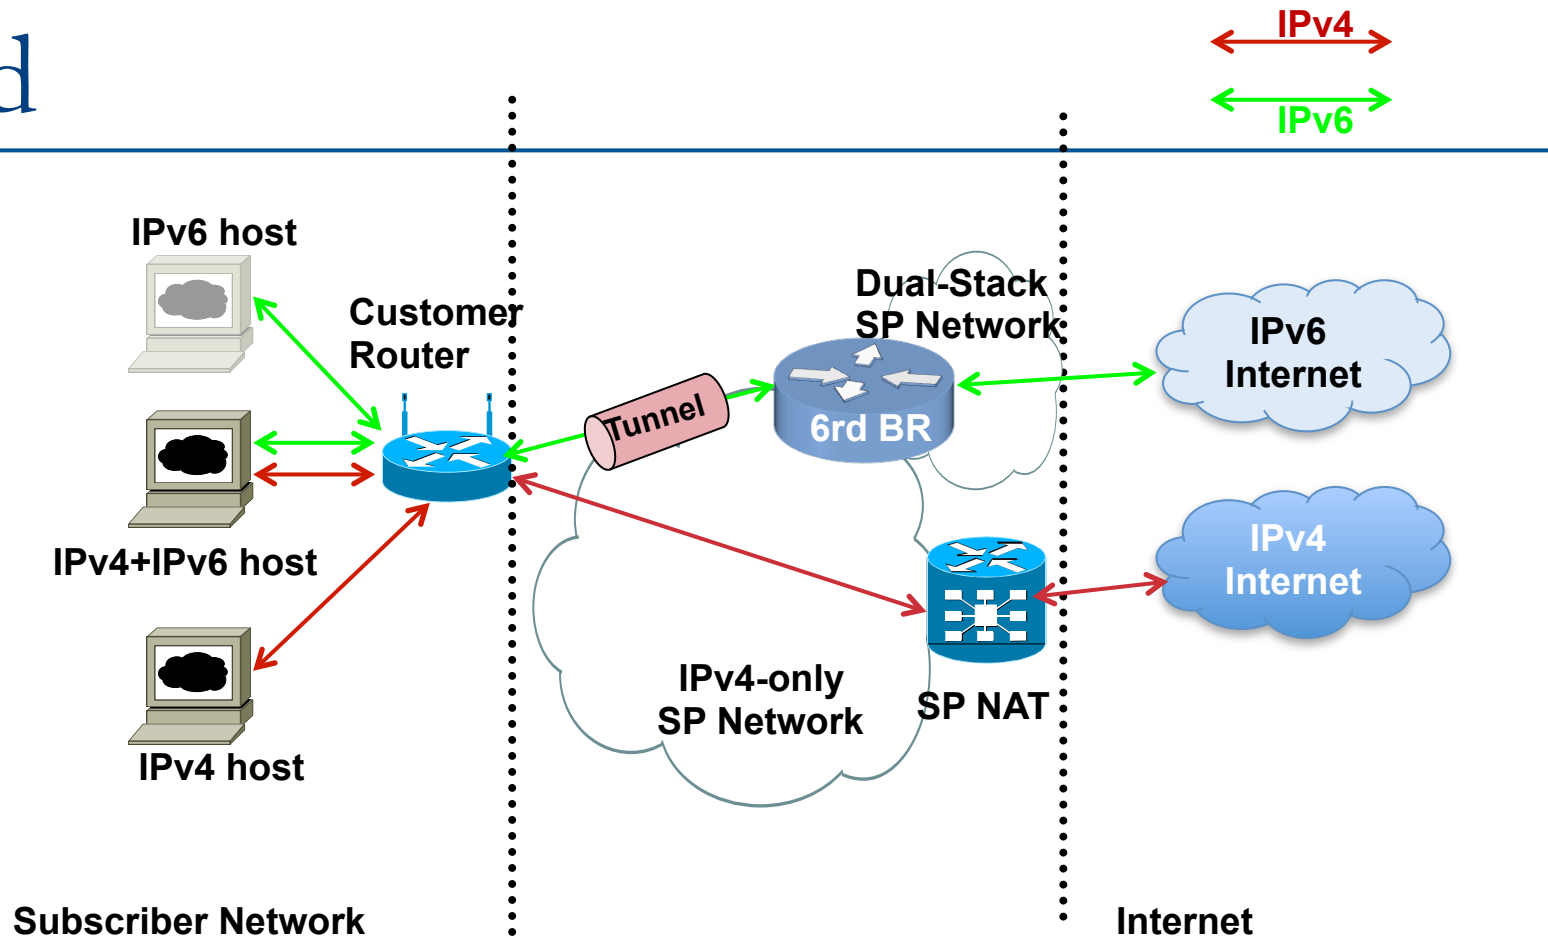 d
IPv4
IPv6
IPv6 host
Customer
Router
Dual-Stack
SP Network
IPv6
Internet
Tunnel
6rd BR
IPv4+IPv6 host
IPv4
Internet
IPv4-only
SP Network
SP NAT
IPv4 host
Subscriber Network
Internet